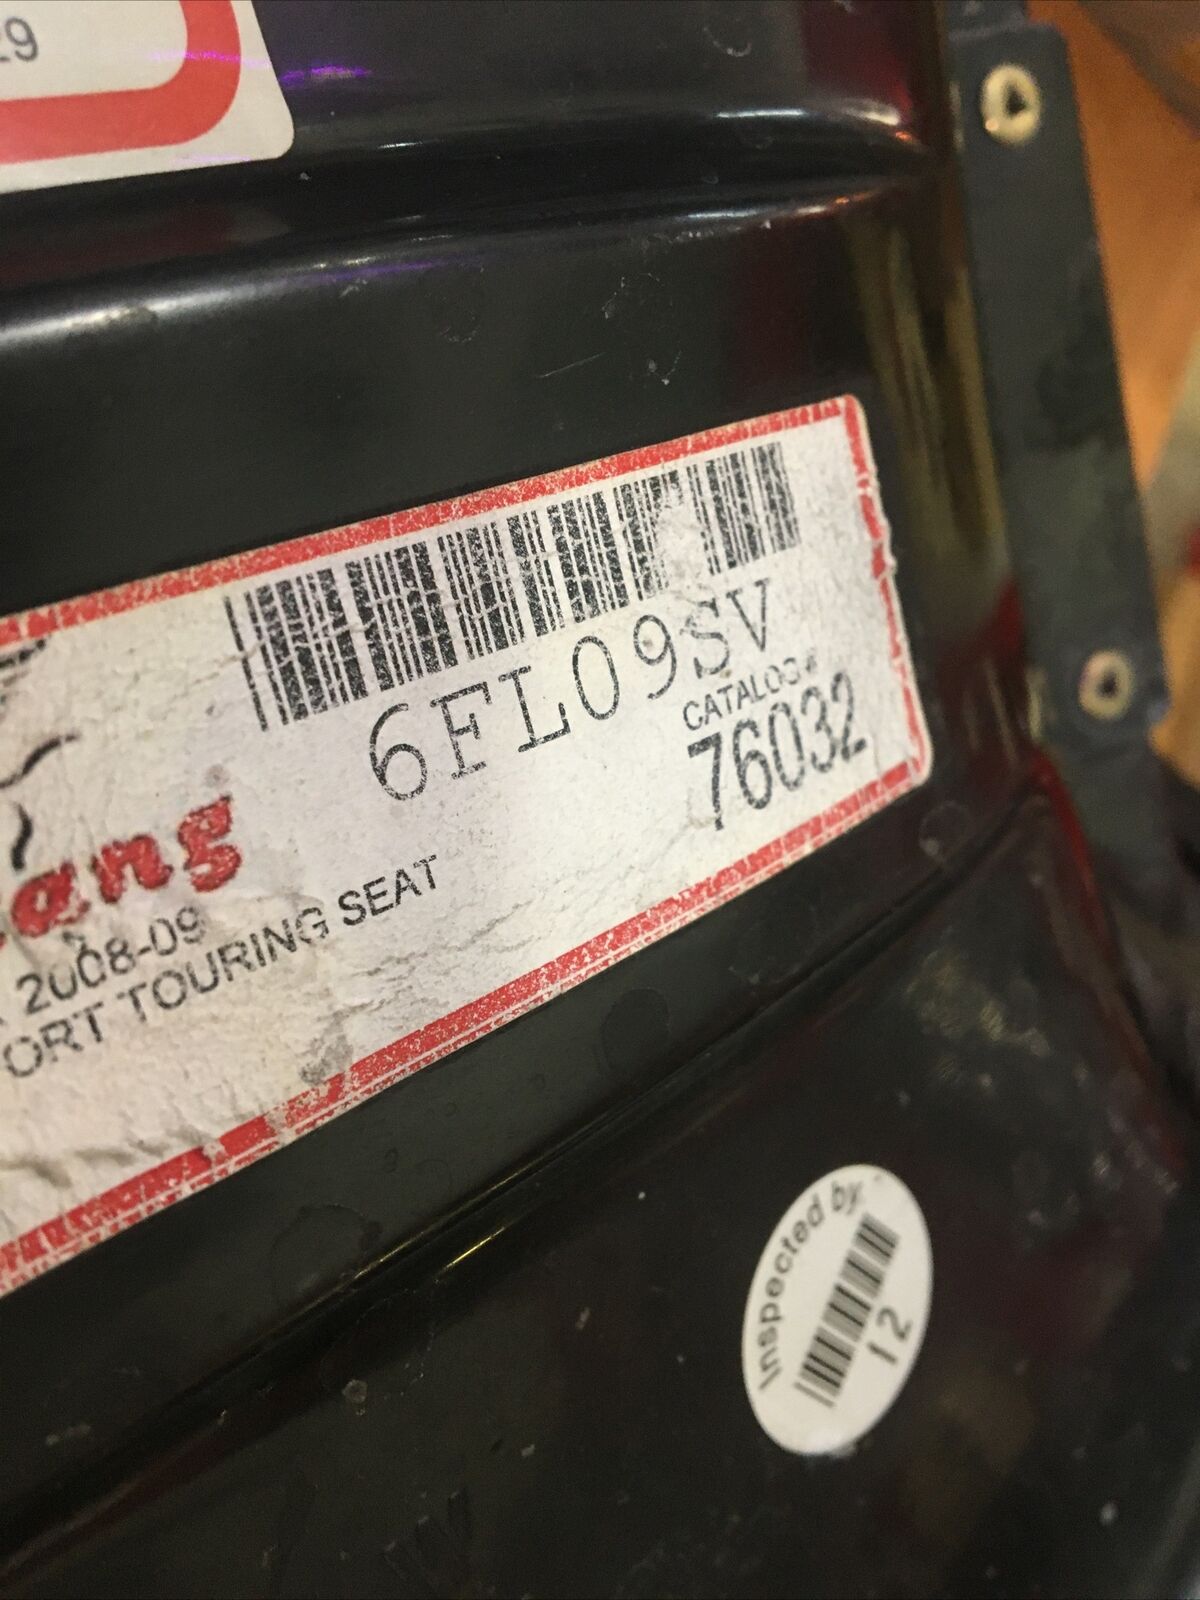 29
6FL09SV
CATALOG#
76032
ang
2008-09
ORT TOURING SEAT
Inspected by:
12